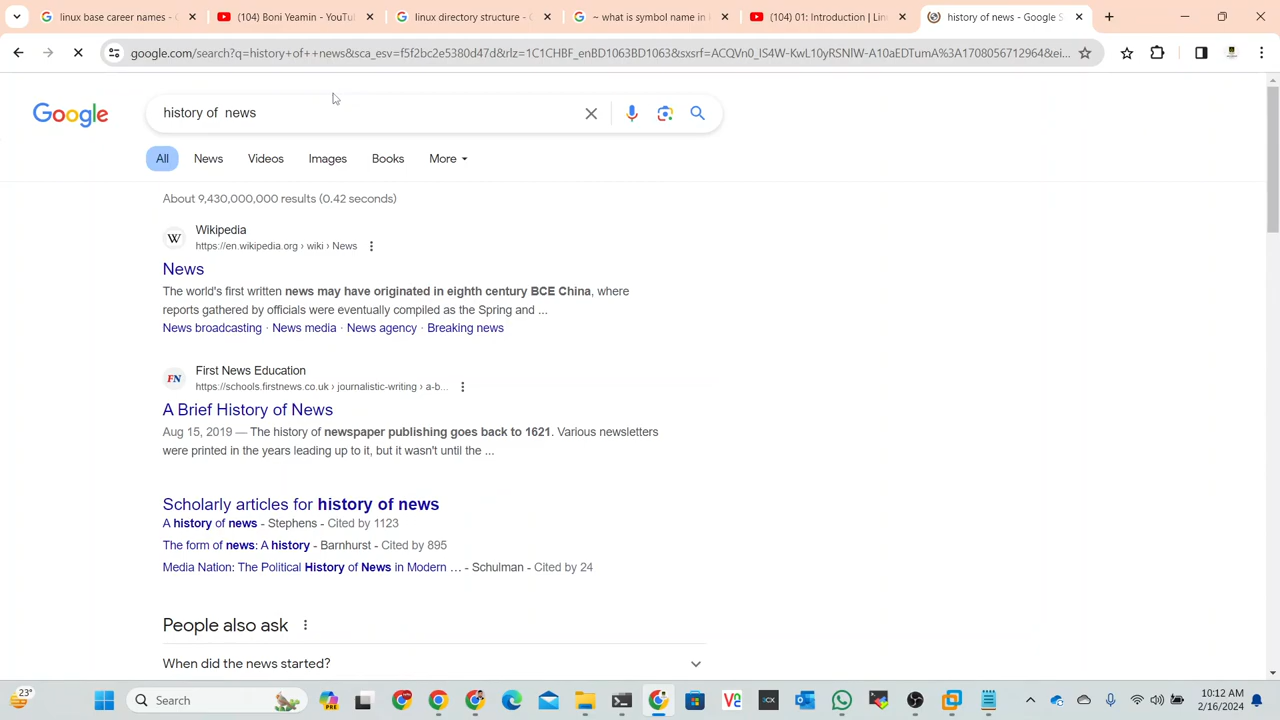 linux base career names - G
(104) Boni Yeamin - YouTu
linux directory structure - G
~ what is symbol name in l
(104) 01: Introduction | Lin
history of news - Google S
google.com/search?q=history+of++news&sca_esv=f5f2bc2e5380d47d&rlz=1C1CHBF_enBD1063BD1063&sxsrf=ACQVn0_IS4W-KwL10yRSNIW-A10aEDTumA%3A1708056712964&ei...
Google
history of  news
All News Videos Images Books More
About 9,430,000,000 results (0.42 seconds)
Wikipedia
https://en.wikipedia.org › wiki › News
News
The world's first written news may have originated in eighth century BCE China, where
reports gathered by officials were eventually compiled as the Spring and ...
News broadcasting · News media · News agency · Breaking news
First News Education
https://schools.firstnews.co.uk › journalistic-writing › a-b...
A Brief History of News
Aug 15, 2019 — The history of newspaper publishing goes back to 1621. Various newsletters
were printed in the years leading up to it, but it wasn't until the ...
Scholarly articles for history of news
A history of news - Stephens - Cited by 1123
The form of news: A history - Barnhurst - Cited by 895
Media Nation: The Political History of News in Modern … - Schulman - Cited by 24
People also ask
When did the news started?
23°
Search
10:12 AM
2/16/2024